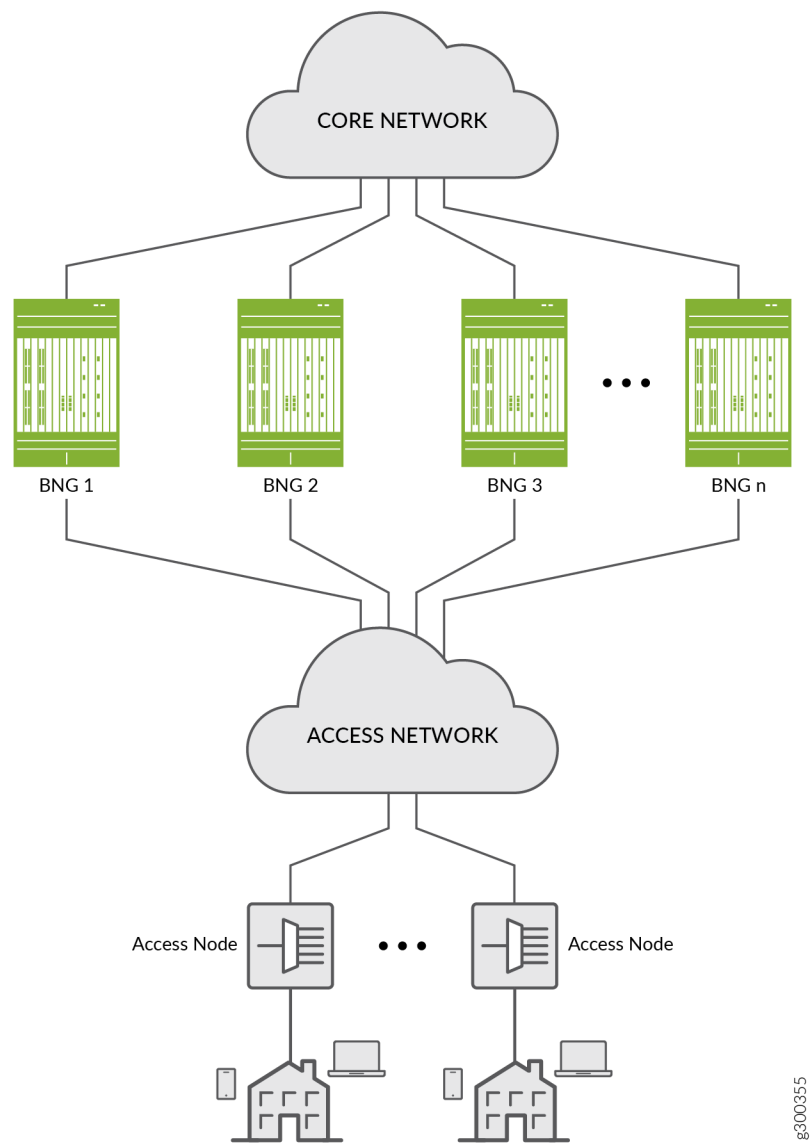 CORE NETWORK
BNG 1
BNG 2
BNG 3
BNG n
ACCESS NETWORK
Access Node
Access Node
g300355